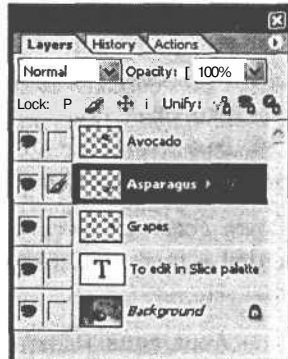 Layers History Actions
Normal Opacity: [ 100%
Lock: P i Unify:
Avocado
Asparagus
Grapes
T To edit in Slice palette
Background